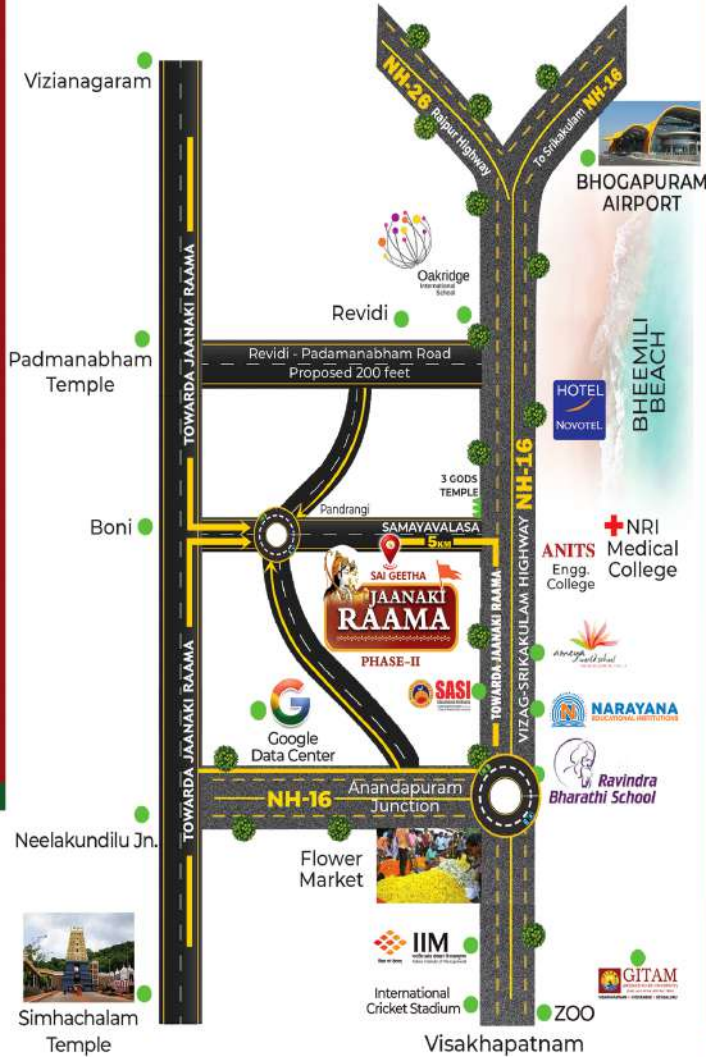 NH-26
Raipur Highway
To Srikakulam NH-16
Vizianagaram
BHOGAPURAM
AIRPORT
Oakridge
International
School
Revidi
TOWARDA JAANAKI RAAMA
Padmanabham
Temple
Revidi - Padamanabham Road
Proposed 200 feet
HOTEL
NOVOTEL
BHEEMILI
BEACH
3 GODS
TEMPLE
Pandrangi
Boni
SAMAYAVALASA
5KM
VIZAG-SRIKAKULAM HIGHWAY NH-16
NRI
Medical
College
ANITS
Engg.
College
SAI GEETHA
JAANAKI
RAAMA
PHASE-II
TOWARDA JAANAKI RAAMA
TOWARDA JAANAKI RAAMA
ameya world school
SASI
NARAYANA
EDUCATIONAL INSTITUTIONS
G
Google
Data Center
Ravindra
Bharathi School
NH-16
Anandapuram
Junction
Neelakundilu Jn.
Flower
Market
IIM
GITAM
International
Cricket Stadium
ZOO
Simhachalam
Temple
Visakhapatnam